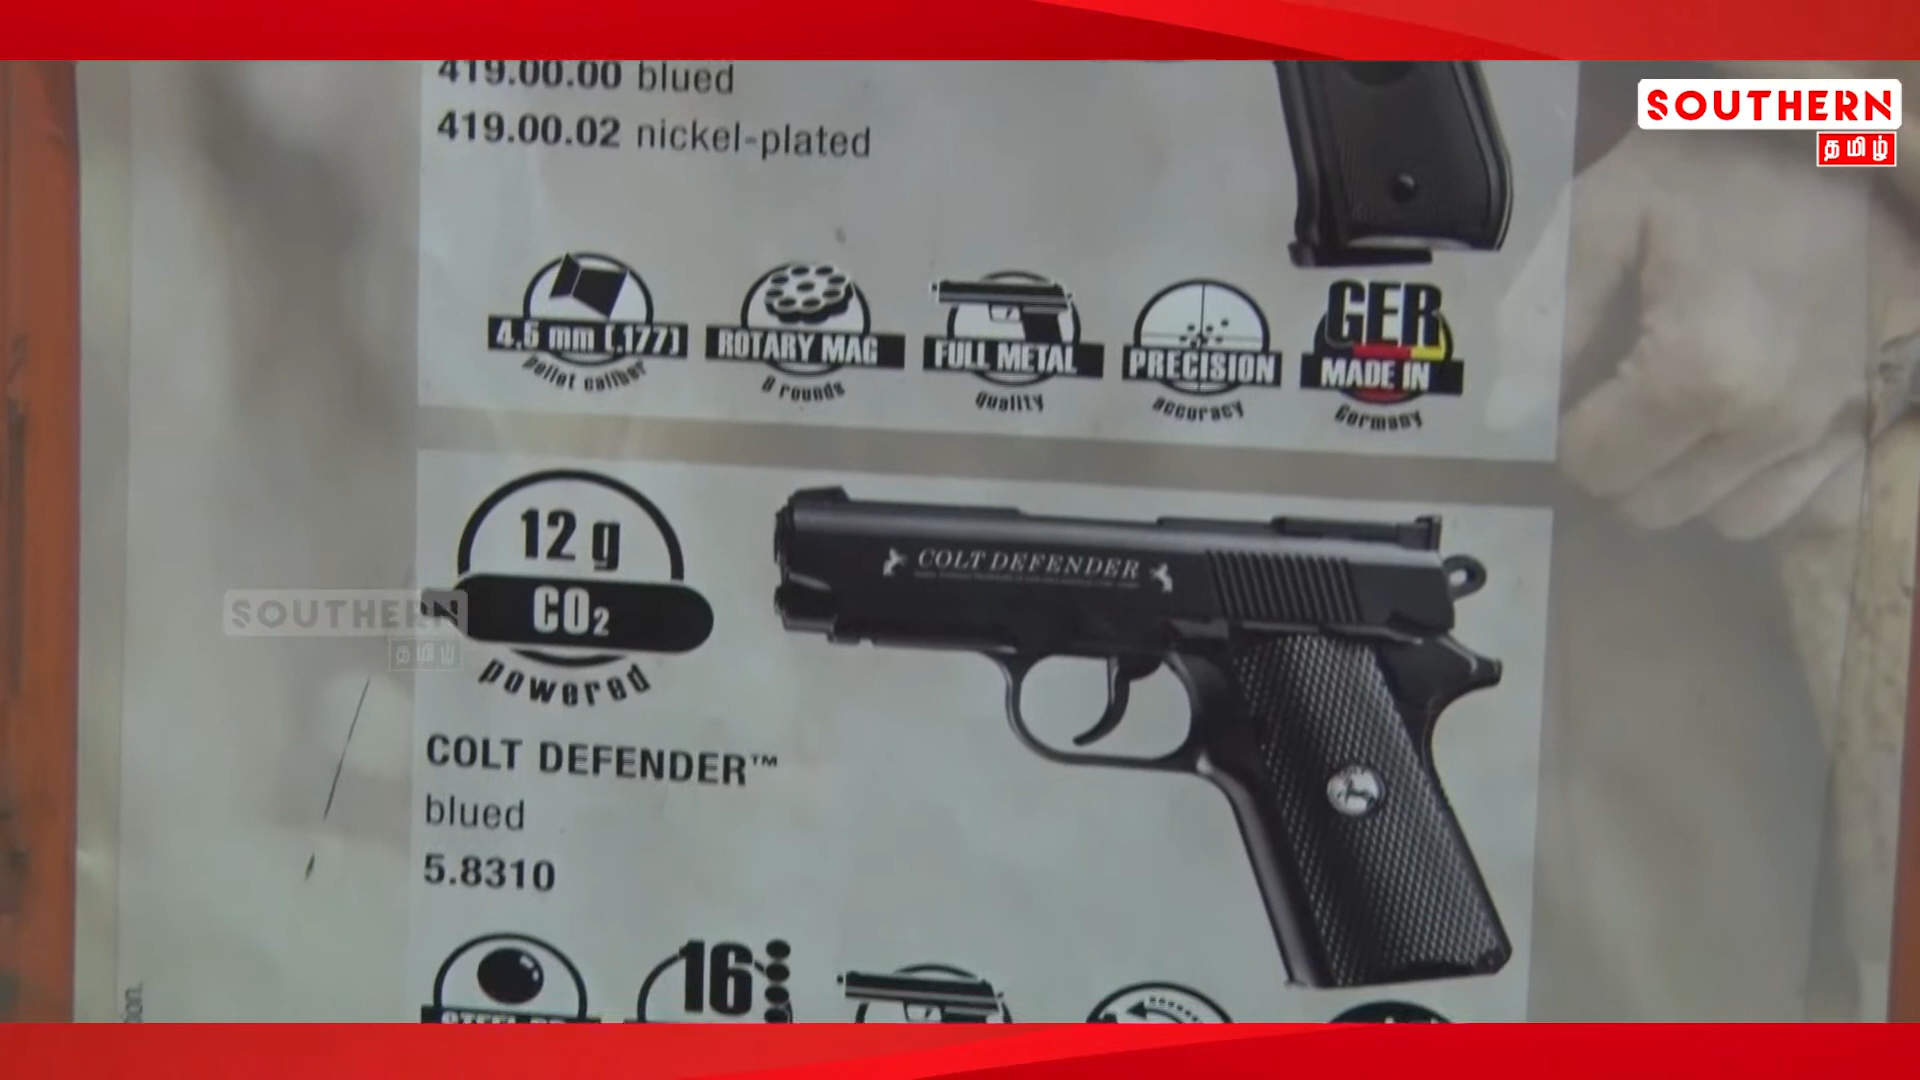 SOUTHERN
தமிழ்
419.00.00 blued
419.00.02 nickel-plated
4,5 mm (.177)
pellet caliber
ROTARY MAG
8 rounds
FULL METAL
quality
PRECISION
accuracy
GER
MADE IN
Germany
12 g
CO2
powered
COLT DEFENDER
SOUTHERN
தமிழ்
COLT DEFENDER™
blued
5.8310
16